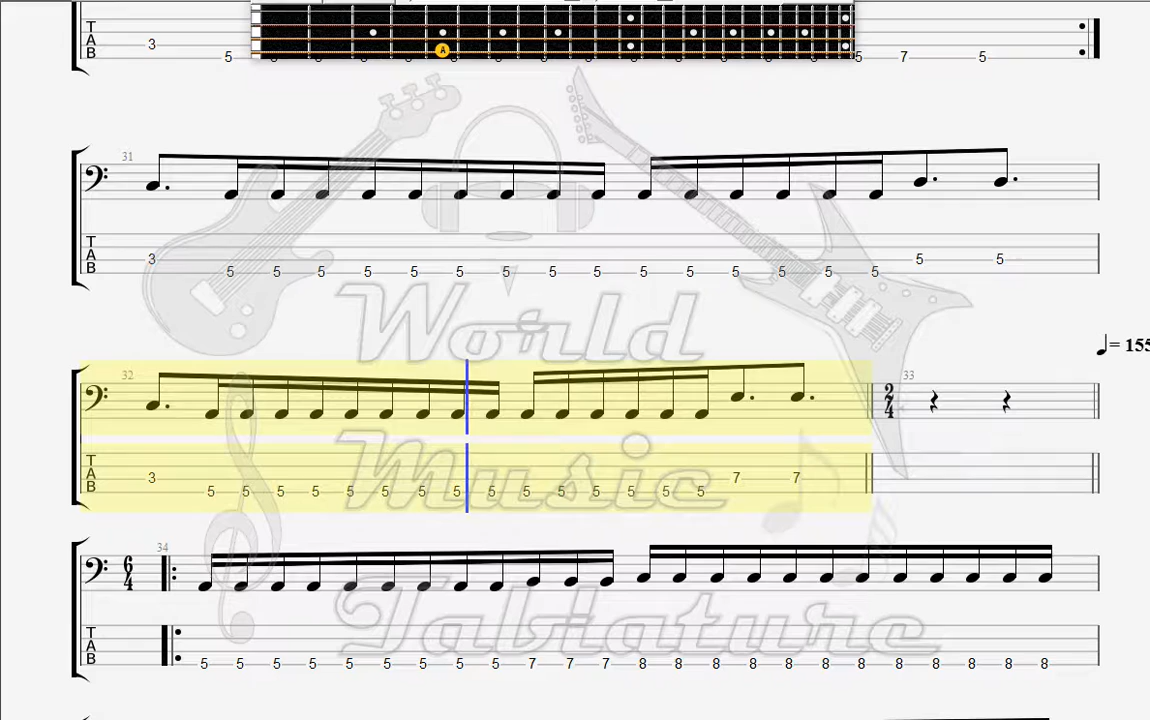 T
A 3
B 5 5 7 5
A
31
T
A 3 5 5
B 5 5 5 5 5 5 5 5 5 5 5 5 5 5 5
World
♩= 155
32 33
2
4
T
A 3 7 7
B 5 5 5 5 5 5 5 5 5 5 5 5 5 5 5
Music
34
6
4
Tablature
T
A
B 5 5 5 5 5 5 5 5 5 7 7 7 8 8 8 8 8 8 8 8 8 8 8 8